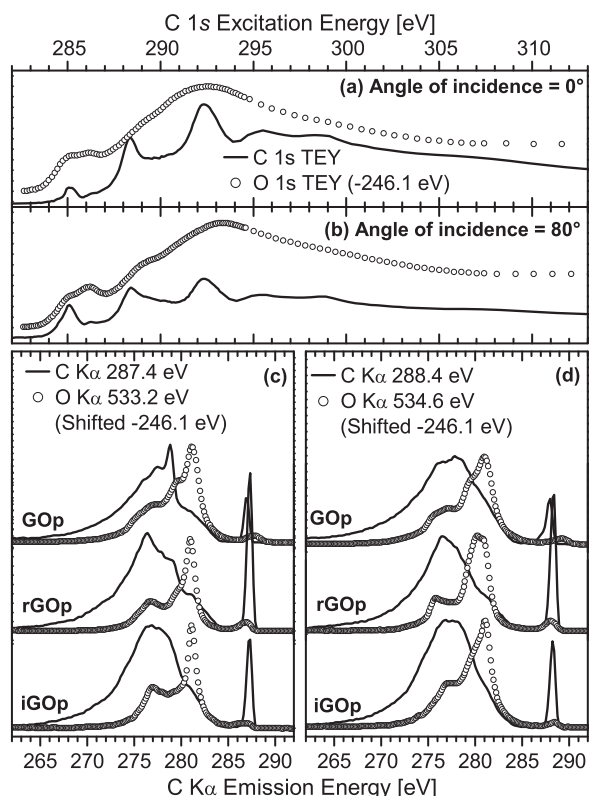 C 1s Excitation Energy [eV]
285 290 295 300 305 310
(a) Angle of incidence = 0°
C 1s TEY
O 1s TEY (-246.1 eV)
(b) Angle of incidence = 80°
C Kα 287.4 eV (c)
O Kα 533.2 eV
(Shifted -246.1 eV)
GOp
rGOp
iGOp
C Kα 288.4 eV (d)
O Kα 534.6 eV
(Shifted -246.1 eV)
GOp
rGOp
iGOp
265 270 275 280 285 290 265 270 275 280 285 290
C Kα Emission Energy [eV]